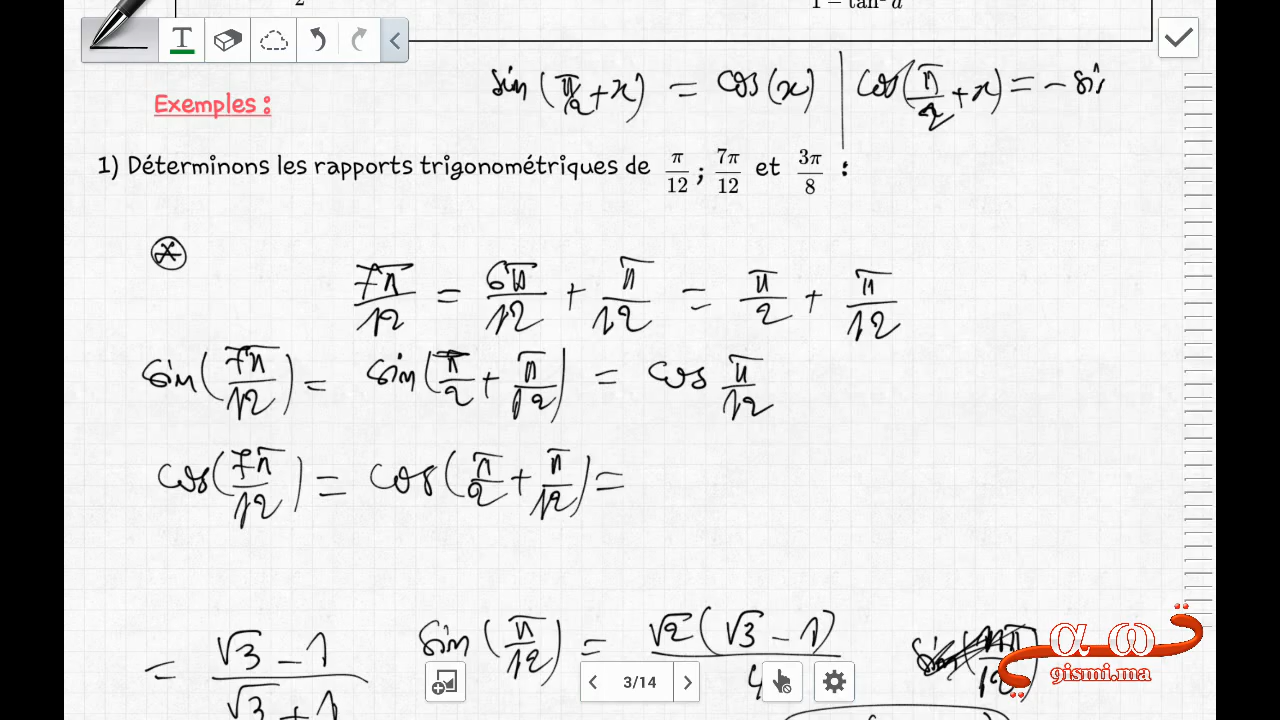 2
1 − tan² a
T
sin(π/2 + x) = cos(x) | cos(π/2 + x) = − si
Exemples :
1) Déterminons les rapports trigonométriques de π/12 ; 7π/12 et 3π/8 :
7π/12 = 6π/12 + π/12 = π/2 + π/12
sin(7π/12) = sin(π/2 + π/12) = cos π/12
cos(7π/12) = cos(π/2 + π/12) =
= (√3 − 1)/(√3 + 1) sin(π/12) = √2(√3 − 1)/4
3/14
α ω
gismi.ma